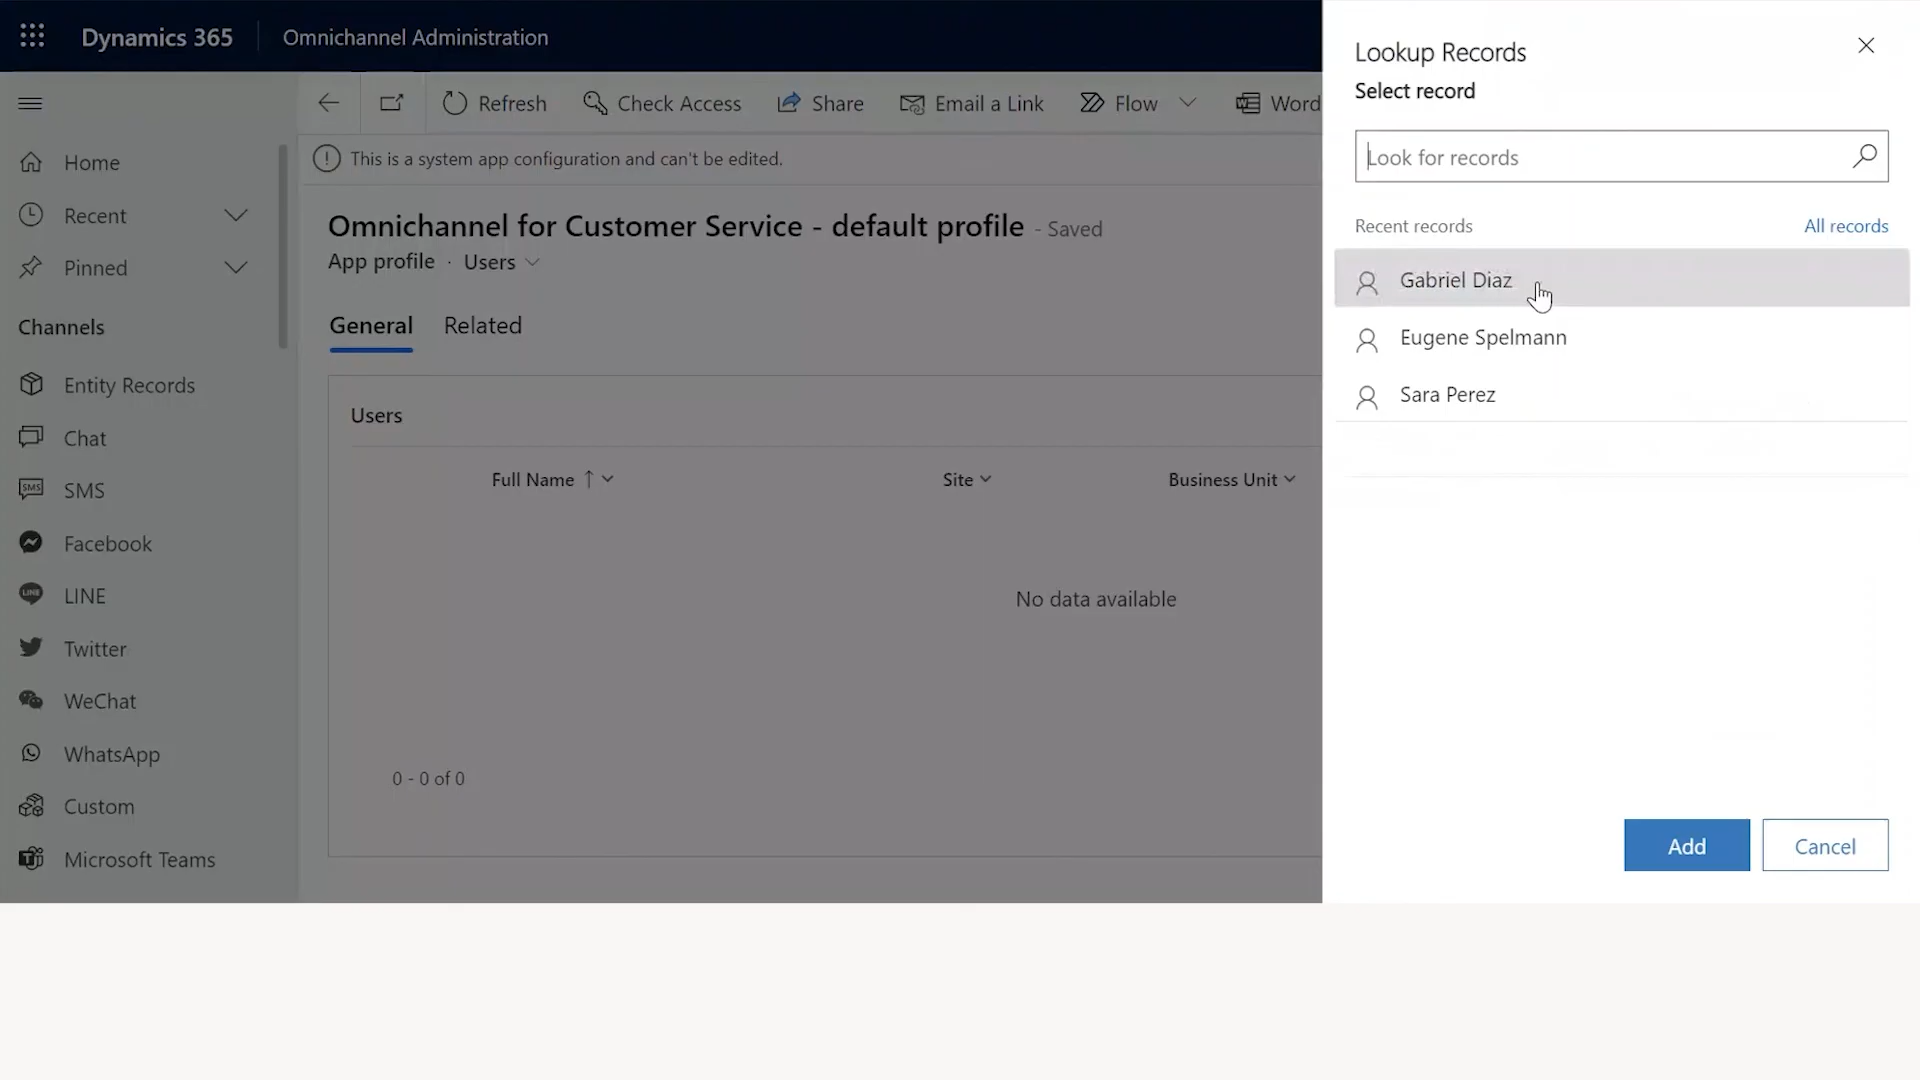 Dynamics 365
Omnichannel Administration
Refresh
Check Access
Share
Email a Link
Flow
Word
This is a system app configuration and can't be edited.
Home
Recent
Pinned
Channels
Entity Records
Chat
SMS
SMS
Facebook
LINE
LINE
Twitter
WeChat
WhatsApp
Custom
Microsoft Teams
Omnichannel for Customer Service - default profile - Saved
App profile · Users
General
Related
Users
Full Name
Site
Business Unit
No data available
0 - 0 of 0
Lookup Records
Select record
Look for records
Recent records
All records
Gabriel Diaz
Eugene Spelmann
Sara Perez
Add
Cancel